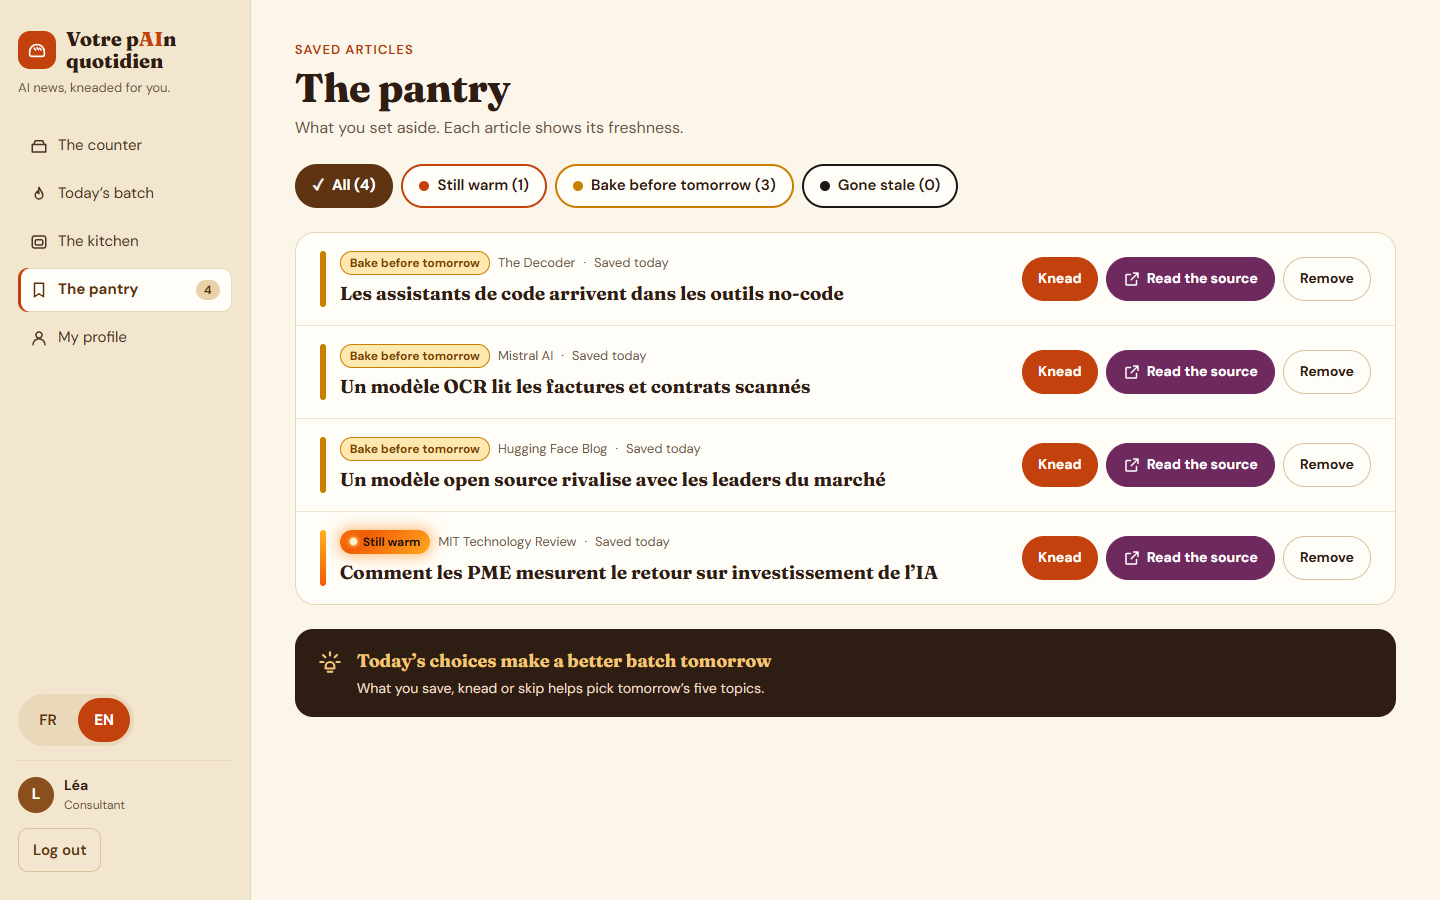 Votre pAIn
quotidien
AI news, kneaded for you.
The counter
Today’s batch
The kitchen
The pantry 4
My profile
FR EN
L
Léa
Consultant
Log out
SAVED ARTICLES
The pantry
What you set aside. Each article shows its freshness.
✓ All (4)
Still warm (1)
Bake before tomorrow (3)
Gone stale (0)
Bake before tomorrow The Decoder · Saved today
Les assistants de code arrivent dans les outils no-code
Knead Read the source Remove
Bake before tomorrow Mistral AI · Saved today
Un modèle OCR lit les factures et contrats scannés
Knead Read the source Remove
Bake before tomorrow Hugging Face Blog · Saved today
Un modèle open source rivalise avec les leaders du marché
Knead Read the source Remove
Still warm MIT Technology Review · Saved today
Comment les PME mesurent le retour sur investissement de l’IA
Knead Read the source Remove
Today’s choices make a better batch tomorrow
What you save, knead or skip helps pick tomorrow’s five topics.